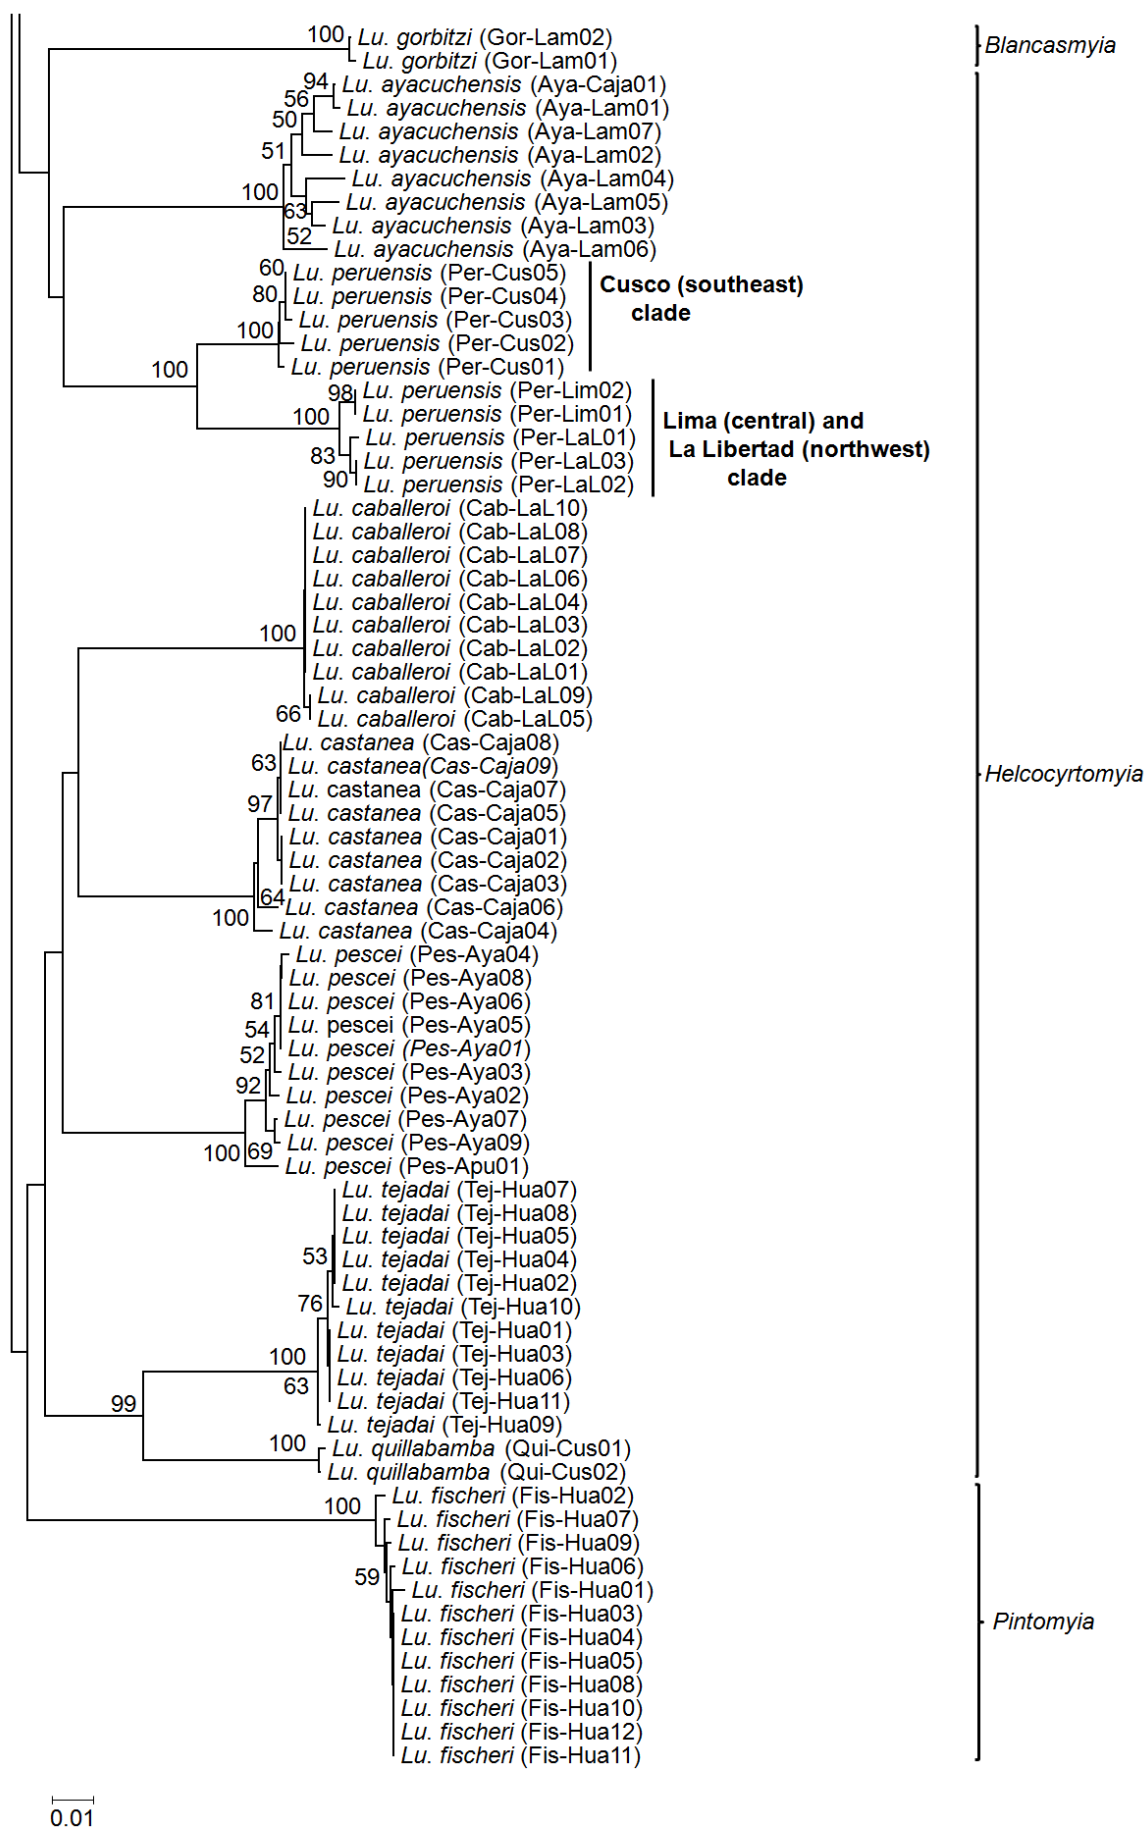 100
Lu. gorbitzi (Gor-Lam02)
Lu. gorbitzi (Gor-Lam01)
Blancasmyia
94
Lu. ayacuchensis (Aya-Caja01)
56
Lu. ayacuchensis (Aya-Lam01)
50
Lu. ayacuchensis (Aya-Lam07)
51
Lu. ayacuchensis (Aya-Lam02)
100
Lu. ayacuchensis (Aya-Lam04)
63
Lu. ayacuchensis (Aya-Lam05)
Lu. ayacuchensis (Aya-Lam03)
52
Lu. ayacuchensis (Aya-Lam06)
60
Lu. peruensis (Per-Cus05)
80
Lu. peruensis (Per-Cus04)
Lu. peruensis (Per-Cus03)
100
Lu. peruensis (Per-Cus02)
Lu. peruensis (Per-Cus01)
Cusco (southeast)
clade
100
98
Lu. peruensis (Per-Lim02)
100
Lu. peruensis (Per-Lim01)
Lu. peruensis (Per-LaL01)
83
Lu. peruensis (Per-LaL03)
90
Lu. peruensis (Per-LaL02)
Lima (central) and
La Libertad (northwest)
clade
Lu. caballeroi (Cab-LaL10)
Lu. caballeroi (Cab-LaL08)
Lu. caballeroi (Cab-LaL07)
Lu. caballeroi (Cab-LaL06)
Lu. caballeroi (Cab-LaL04)
Lu. caballeroi (Cab-LaL03)
100
Lu. caballeroi (Cab-LaL02)
Lu. caballeroi (Cab-LaL01)
Lu. caballeroi (Cab-LaL09)
66
Lu. caballeroi (Cab-LaL05)
Lu. castanea (Cas-Caja08)
63
Lu. castanea(Cas-Caja09)
Helcocyrtomyia
Lu. castanea (Cas-Caja07)
97
Lu. castanea (Cas-Caja05)
Lu. castanea (Cas-Caja01)
Lu. castanea (Cas-Caja02)
Lu. castanea (Cas-Caja03)
64
Lu. castanea (Cas-Caja06)
100
Lu. castanea (Cas-Caja04)
Lu. pescei (Pes-Aya04)
Lu. pescei (Pes-Aya08)
81
Lu. pescei (Pes-Aya06)
54
Lu. pescei (Pes-Aya05)
52
Lu. pescei (Pes-Aya01)
Lu. pescei (Pes-Aya03)
92
Lu. pescei (Pes-Aya02)
Lu. pescei (Pes-Aya07)
100
69
Lu. pescei (Pes-Aya09)
Lu. pescei (Pes-Apu01)
Lu. tejadai (Tej-Hua07)
Lu. tejadai (Tej-Hua08)
Lu. tejadai (Tej-Hua05)
53
Lu. tejadai (Tej-Hua04)
Lu. tejadai (Tej-Hua02)
76
Lu. tejadai (Tej-Hua10)
Lu. tejadai (Tej-Hua01)
100
Lu. tejadai (Tej-Hua03)
63
Lu. tejadai (Tej-Hua06)
99
Lu. tejadai (Tej-Hua11)
Lu. tejadai (Tej-Hua09)
100
Lu. quillabamba (Qui-Cus01)
Lu. quillabamba (Qui-Cus02)
100
Lu. fischeri (Fis-Hua02)
Lu. fischeri (Fis-Hua07)
Lu. fischeri (Fis-Hua09)
59
Lu. fischeri (Fis-Hua06)
Lu. fischeri (Fis-Hua01)
Lu. fischeri (Fis-Hua03)
Pintomyia
Lu. fischeri (Fis-Hua04)
Lu. fischeri (Fis-Hua05)
Lu. fischeri (Fis-Hua08)
Lu. fischeri (Fis-Hua10)
Lu. fischeri (Fis-Hua12)
Lu. fischeri (Fis-Hua11)
0.01